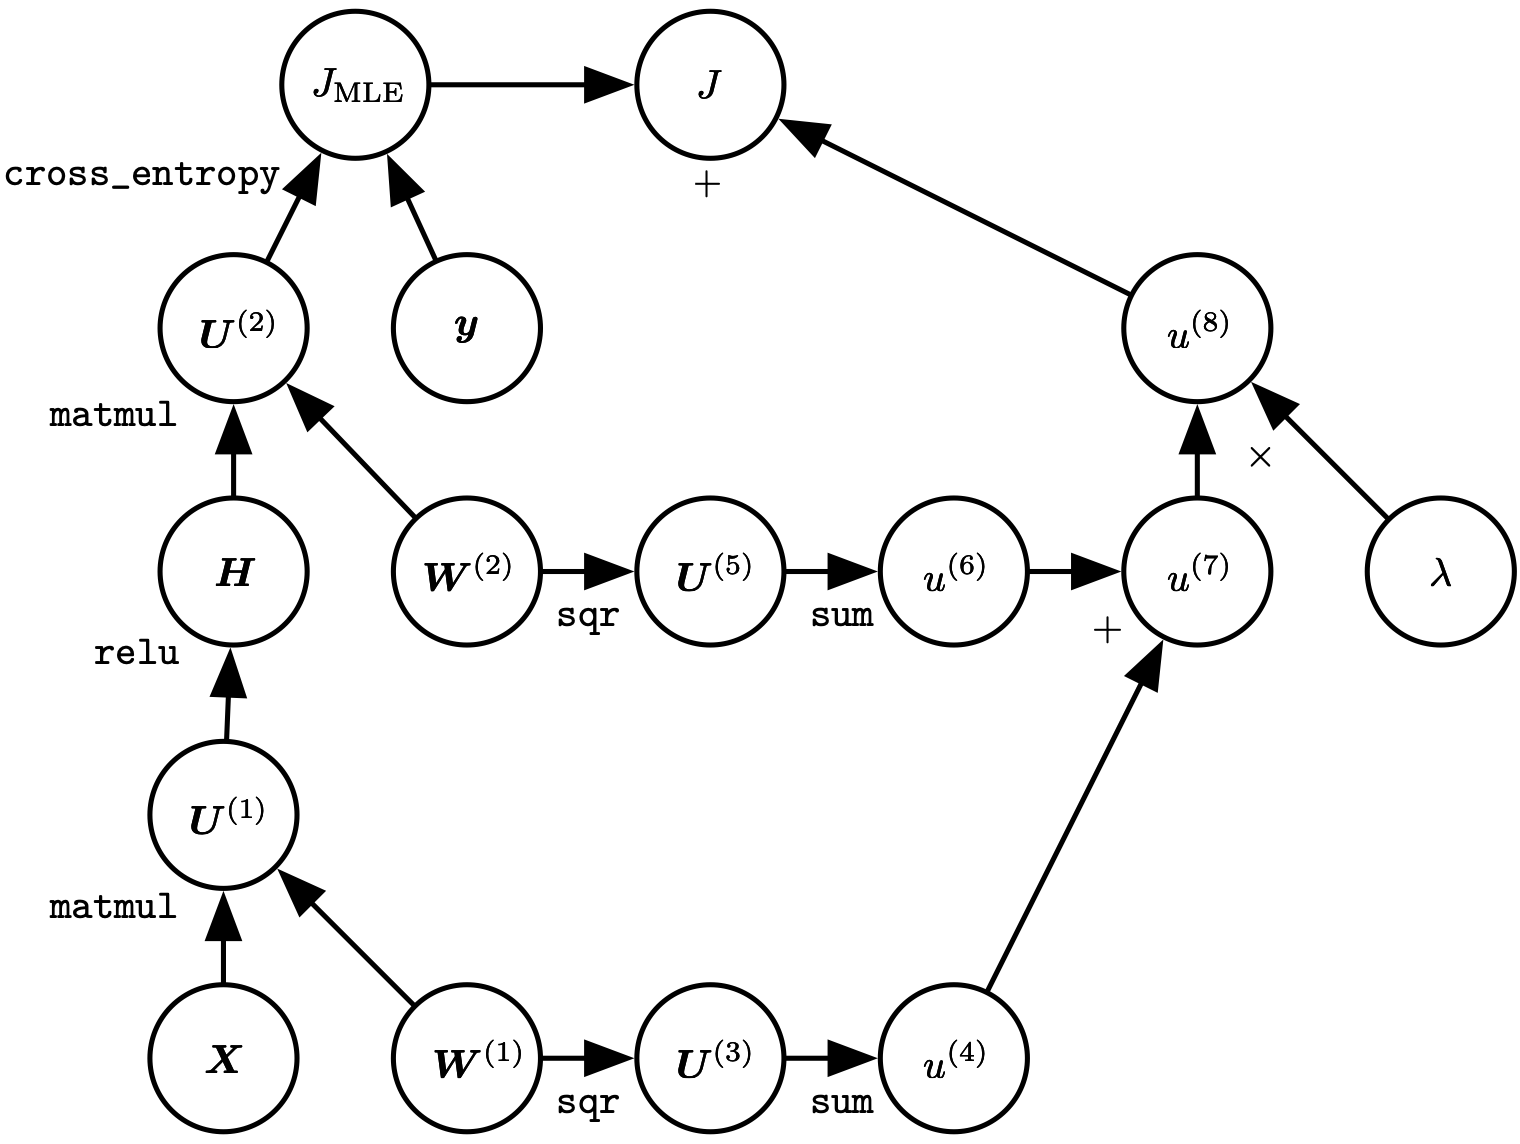 J_MLE J
cross_entropy +
U^(2) y u^(8)
matmul ×
H W^(2) U^(5) u^(6) u^(7) λ
relu sqr sum +
U^(1)
matmul
X W^(1) U^(3) u^(4)
sqr sum